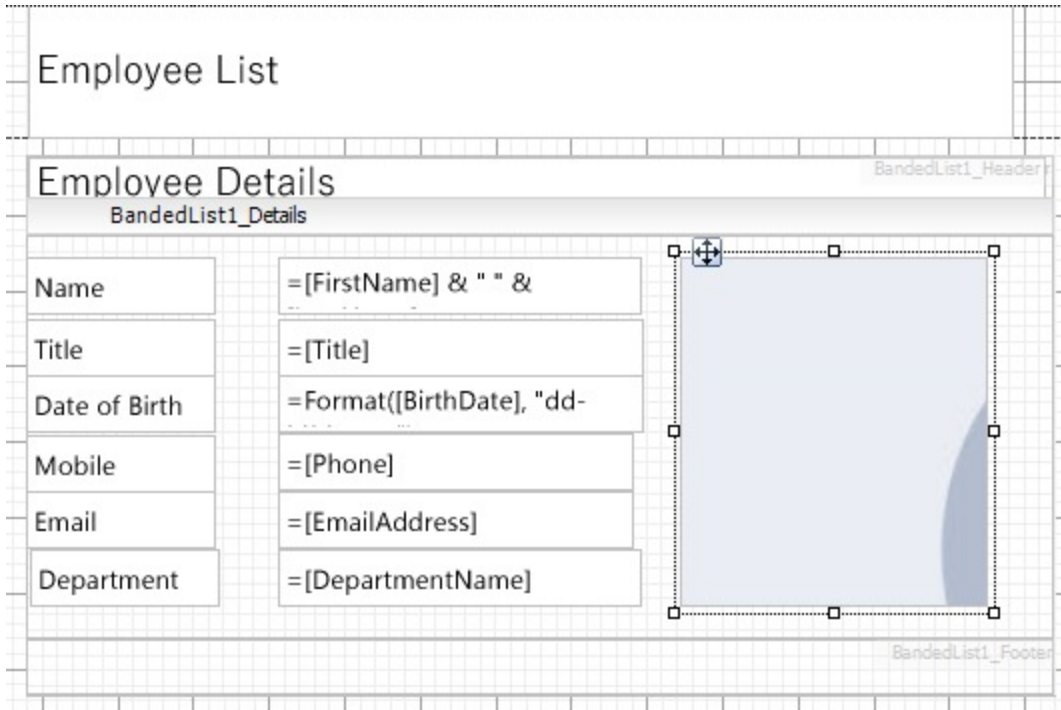 Employee List
BandedList1_Header
Employee Details
BandedList1_Details
Name
=[FirstName] & " " &
Title
=[Title]
Date of Birth
=Format([BirthDate], "dd-
Mobile
=[Phone]
Email
=[EmailAddress]
Department
=[DepartmentName]
BandedList1_Footer